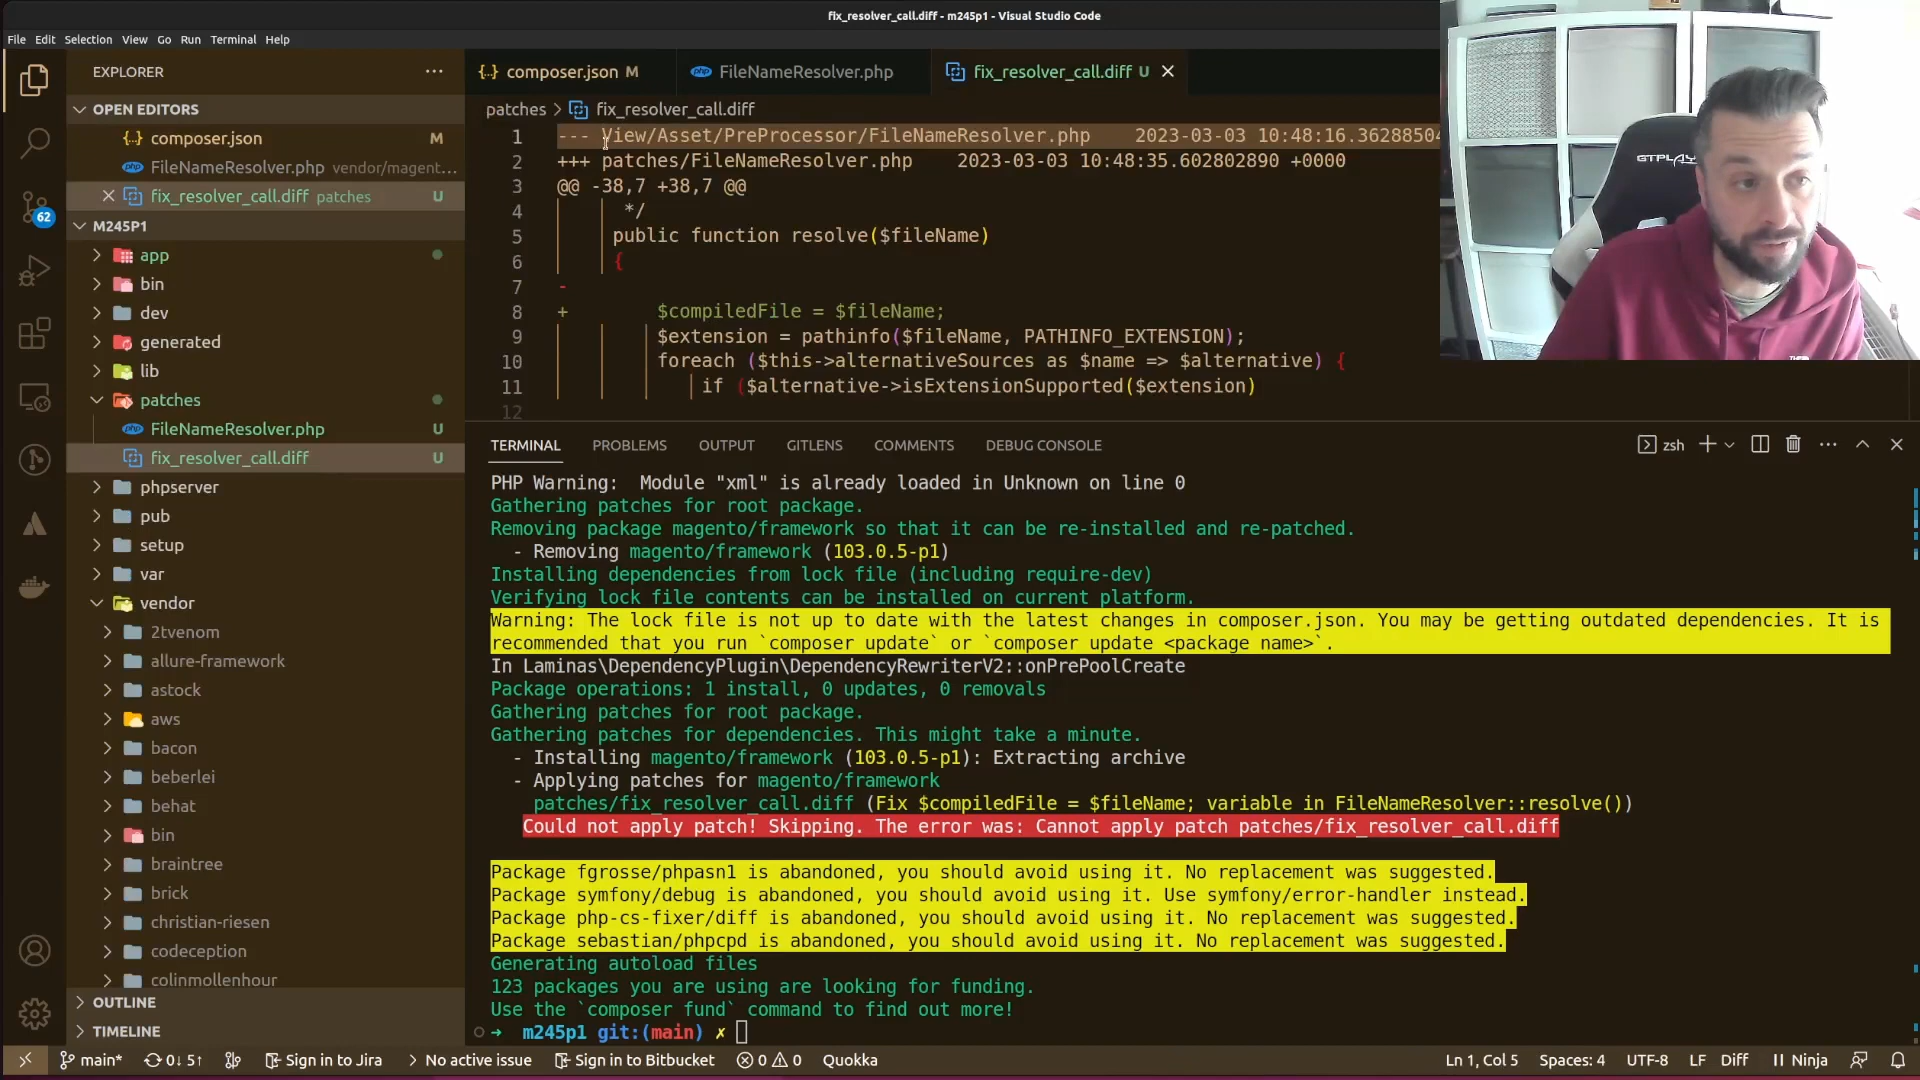 fix_resolver_call.diff - m245p1 - Visual Studio Code
File Edit Selection View Go Run Terminal Help
EXPLORER
OPEN EDITORS
composer.json M
FileNameResolver.php vendor/magent...
fix_resolver_call.diff patches U
M245P1
app
bin
dev
generated
lib
patches
FileNameResolver.php U
fix_resolver_call.diff U
phpserver
pub
setup
var
vendor
2tvenom
allure-framework
astock
aws
bacon
beberlei
behat
bin
braintree
brick
christian-riesen
codeception
colinmollenhour
OUTLINE
TIMELINE
62
composer.json M
FileNameResolver.php
fix_resolver_call.diff U
patches > fix_resolver_call.diff
1 --- View/Asset/PreProcessor/FileNameResolver.php 2023-03-03 10:48:16.36288504
2 +++ patches/FileNameResolver.php 2023-03-03 10:48:35.602802890 +0000
3 @@ -38,7 +38,7 @@
4 */
5 public function resolve($fileName)
6 {
7 -
8 + $compiledFile = $fileName;
9 $extension = pathinfo($fileName, PATHINFO_EXTENSION);
10 foreach ($this->alternativeSources as $name => $alternative) {
11 if ($alternative->isExtensionSupported($extension)
12
GTPLAY
TERMINAL PROBLEMS OUTPUT GITLENS COMMENTS DEBUG CONSOLE
zsh
PHP Warning: Module "xml" is already loaded in Unknown on line 0
Gathering patches for root package.
Removing package magento/framework so that it can be re-installed and re-patched.
- Removing magento/framework (103.0.5-p1)
Installing dependencies from lock file (including require-dev)
Verifying lock file contents can be installed on current platform.
Warning: The lock file is not up to date with the latest changes in composer.json. You may be getting outdated dependencies. It is
recommended that you run `composer update` or `composer update <package name>`.
In Laminas\DependencyPlugin\DependencyRewriterV2::onPrePoolCreate
Package operations: 1 install, 0 updates, 0 removals
Gathering patches for root package.
Gathering patches for dependencies. This might take a minute.
- Installing magento/framework (103.0.5-p1): Extracting archive
- Applying patches for magento/framework
patches/fix_resolver_call.diff (Fix $compiledFile = $fileName; variable in FileNameResolver::resolve())
Could not apply patch! Skipping. The error was: Cannot apply patch patches/fix_resolver_call.diff
Package fgrosse/phpasn1 is abandoned, you should avoid using it. No replacement was suggested.
Package symfony/debug is abandoned, you should avoid using it. Use symfony/error-handler instead.
Package php-cs-fixer/diff is abandoned, you should avoid using it. No replacement was suggested.
Package sebastian/phpcpd is abandoned, you should avoid using it. No replacement was suggested.
Generating autoload files
123 packages you are using are looking for funding.
Use the `composer fund` command to find out more!
➜ m245p1 git:(main) ✗
main* 0↓ 5↑ Sign in to Jira > No active issue Sign in to Bitbucket 0 0 Quokka Ln 1, Col 5 Spaces: 4 UTF-8 LF Diff Ninja